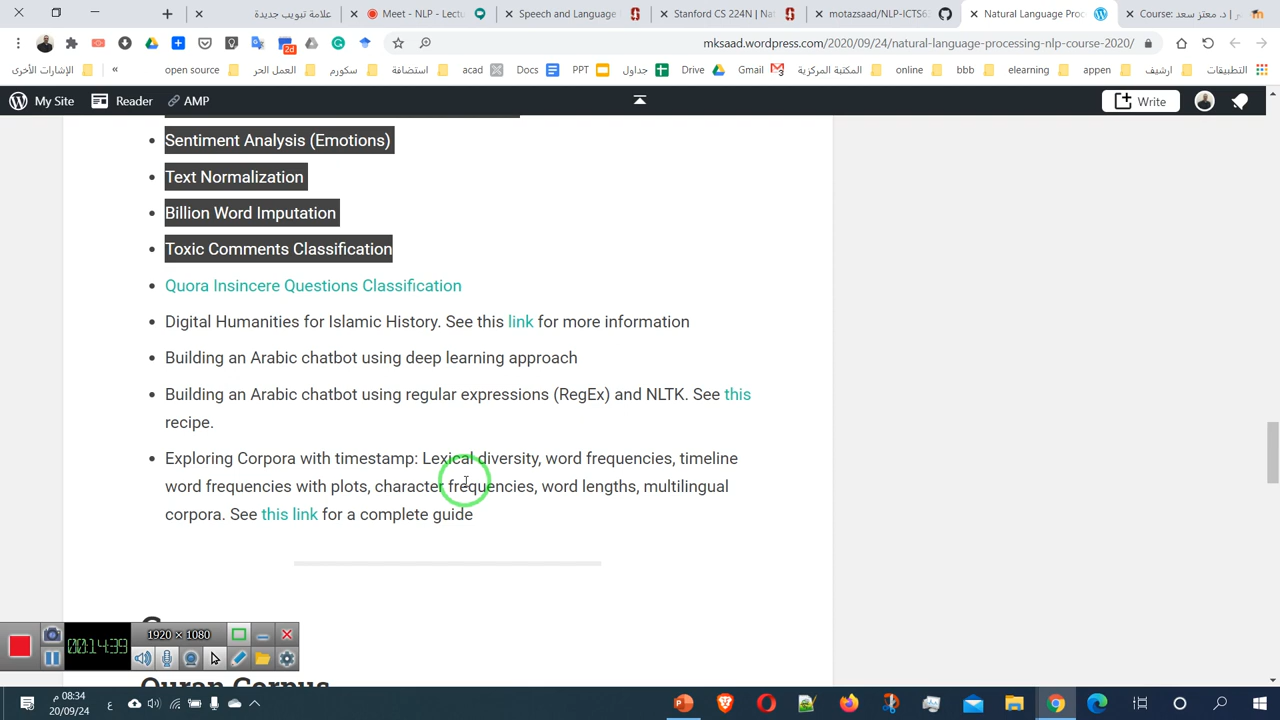 علامة تبويب جديدة
Meet - NLP - Lectu
Speech and Language
Stanford CS 224N | Na
motazsaad/NLP-ICTS6
Natural Language Proc
Course: د. معتز سعد | ير
mksaad.wordpress.com/2020/09/24/natural-language-processing-nlp-course-2020/
2d
الإشارات الأخرى
»
open source
العمل الحر
سكورم
استضافة
acad
Docs
PPT
جداول
Drive
Gmail
المكتبة المركزية
online
bbb
elearning
appen
ارشيف
التطبيقات
My Site
Reader
AMP
Write
• Sentiment Analysis (Emotions)
• Text Normalization
• Billion Word Imputation
• Toxic Comments Classification
• Quora Insincere Questions Classification
• Digital Humanities for Islamic History. See this link for more information
• Building an Arabic chatbot using deep learning approach
• Building an Arabic chatbot using regular expressions (RegEx) and NLTK. See this
recipe.
• Exploring Corpora with timestamp: Lexical diversity, word frequencies, timeline
word frequencies with plots, character frequencies, word lengths, multilingual
corpora. See this link for a complete guide
Quran Corpus
1920 × 1080
00:14:39
08:34 م
20/09/24
ع